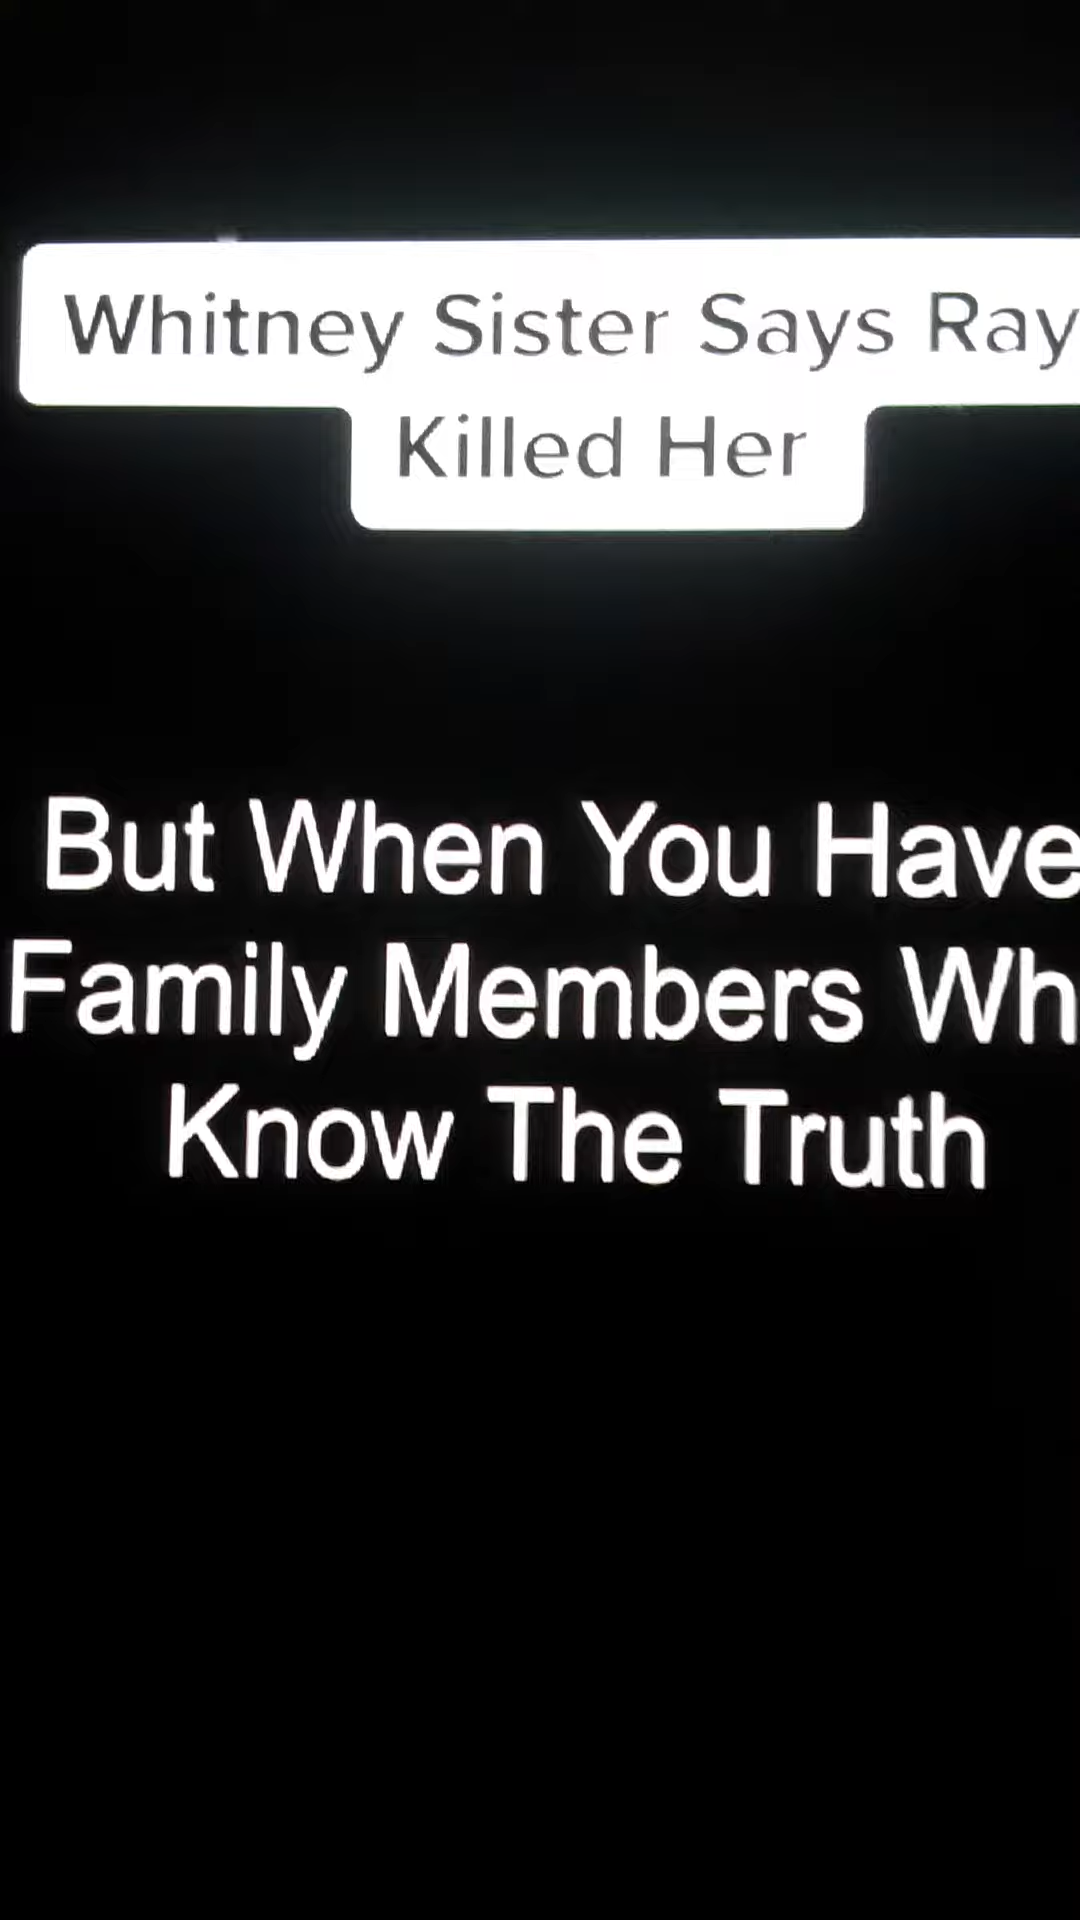 Whitney Sister Says Ray
Killed Her
But When You Have
Family Members Wh
Know The Truth